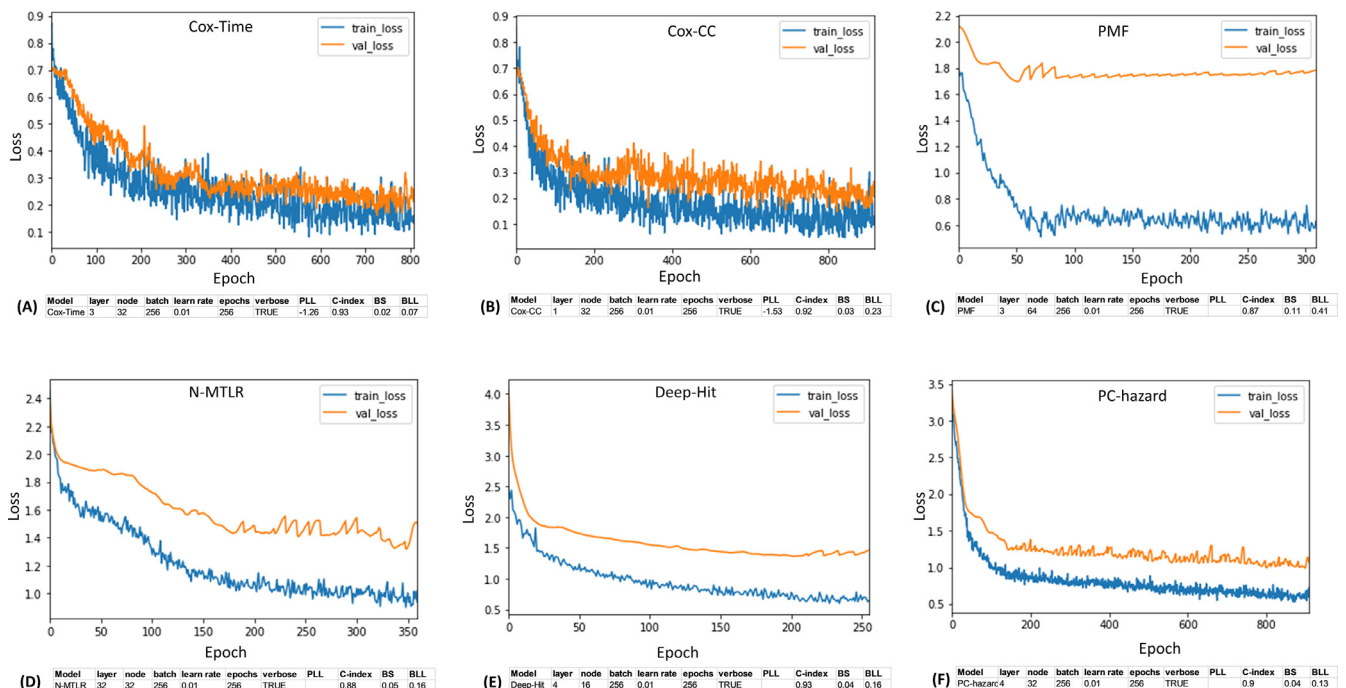 Cox-Time
train_loss
val_loss
0.9
0.8
0.7
0.6
0.5
0.4
0.3
0.2
0.1
Loss
0 100 200 300 400 500 600 700 800
Epoch
(A)
Model layer node batch learn rate epochs verbose PLL C-index BS BLL
Cox-Time 3 32 256 0.01 256 TRUE -1.26 0.93 0.02 0.07
Cox-CC
train_loss
val_loss
0.9
0.8
0.7
0.6
0.5
0.4
0.3
0.2
0.1
Loss
0 200 400 600 800
Epoch
(B)
Model layer node batch learn rate epochs verbose PLL C-index BS BLL
Cox-CC 1 32 256 0.01 256 TRUE -1.53 0.92 0.03 0.23
PMF
train_loss
val_loss
2.2
2.0
1.8
1.6
1.4
1.2
1.0
0.8
0.6
Loss
0 50 100 150 200 250 300
Epoch
(C)
Model layer node batch learn rate epochs verbose PLL C-index BS BLL
PMF 3 64 256 0.01 256 TRUE 0.87 0.11 0.41
N-MTLR
train_loss
val_loss
2.4
2.2
2.0
1.8
1.6
1.4
1.2
1.0
Loss
0 50 100 150 200 250 300 350
Epoch
(D)
Model layer node batch learn rate epochs verbose PLL C-index BS BLL
N-MTLR 32 32 256 0.01 256 TRUE 0.88 0.05 0.16
Deep-Hit
train_loss
val_loss
4.0
3.5
3.0
2.5
2.0
1.5
1.0
0.5
Loss
0 50 100 150 200 250
Epoch
(E)
Model layer node batch learn rate epochs verbose PLL C-index BS BLL
Deep-Hit 4 16 256 0.01 256 TRUE 0.93 0.04 0.16
PC-hazard
train_loss
val_loss
3.5
3.0
2.5
2.0
1.5
1.0
0.5
Loss
0 200 400 600 800
Epoch
(F)
Model layer node batch learn rate epochs verbose PLL C-index BS BLL
PC-hazard 4 32 256 0.01 256 TRUE 0.9 0.04 0.13